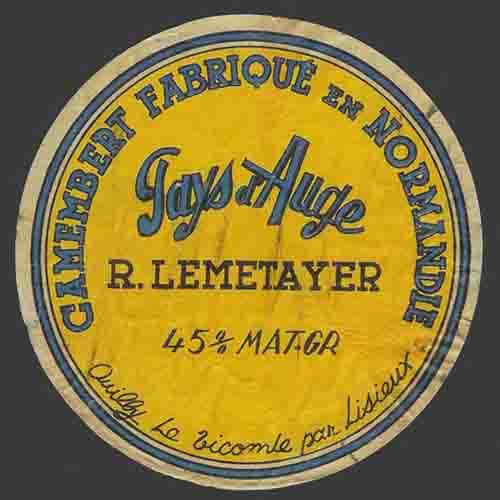 CAMEMBERT FABRIQUÉ EN NORMANDIE
Pays d'Auge
R. LEMETAYER
45% MAT.GR
Ouilly Le Vicomte par Lisieux